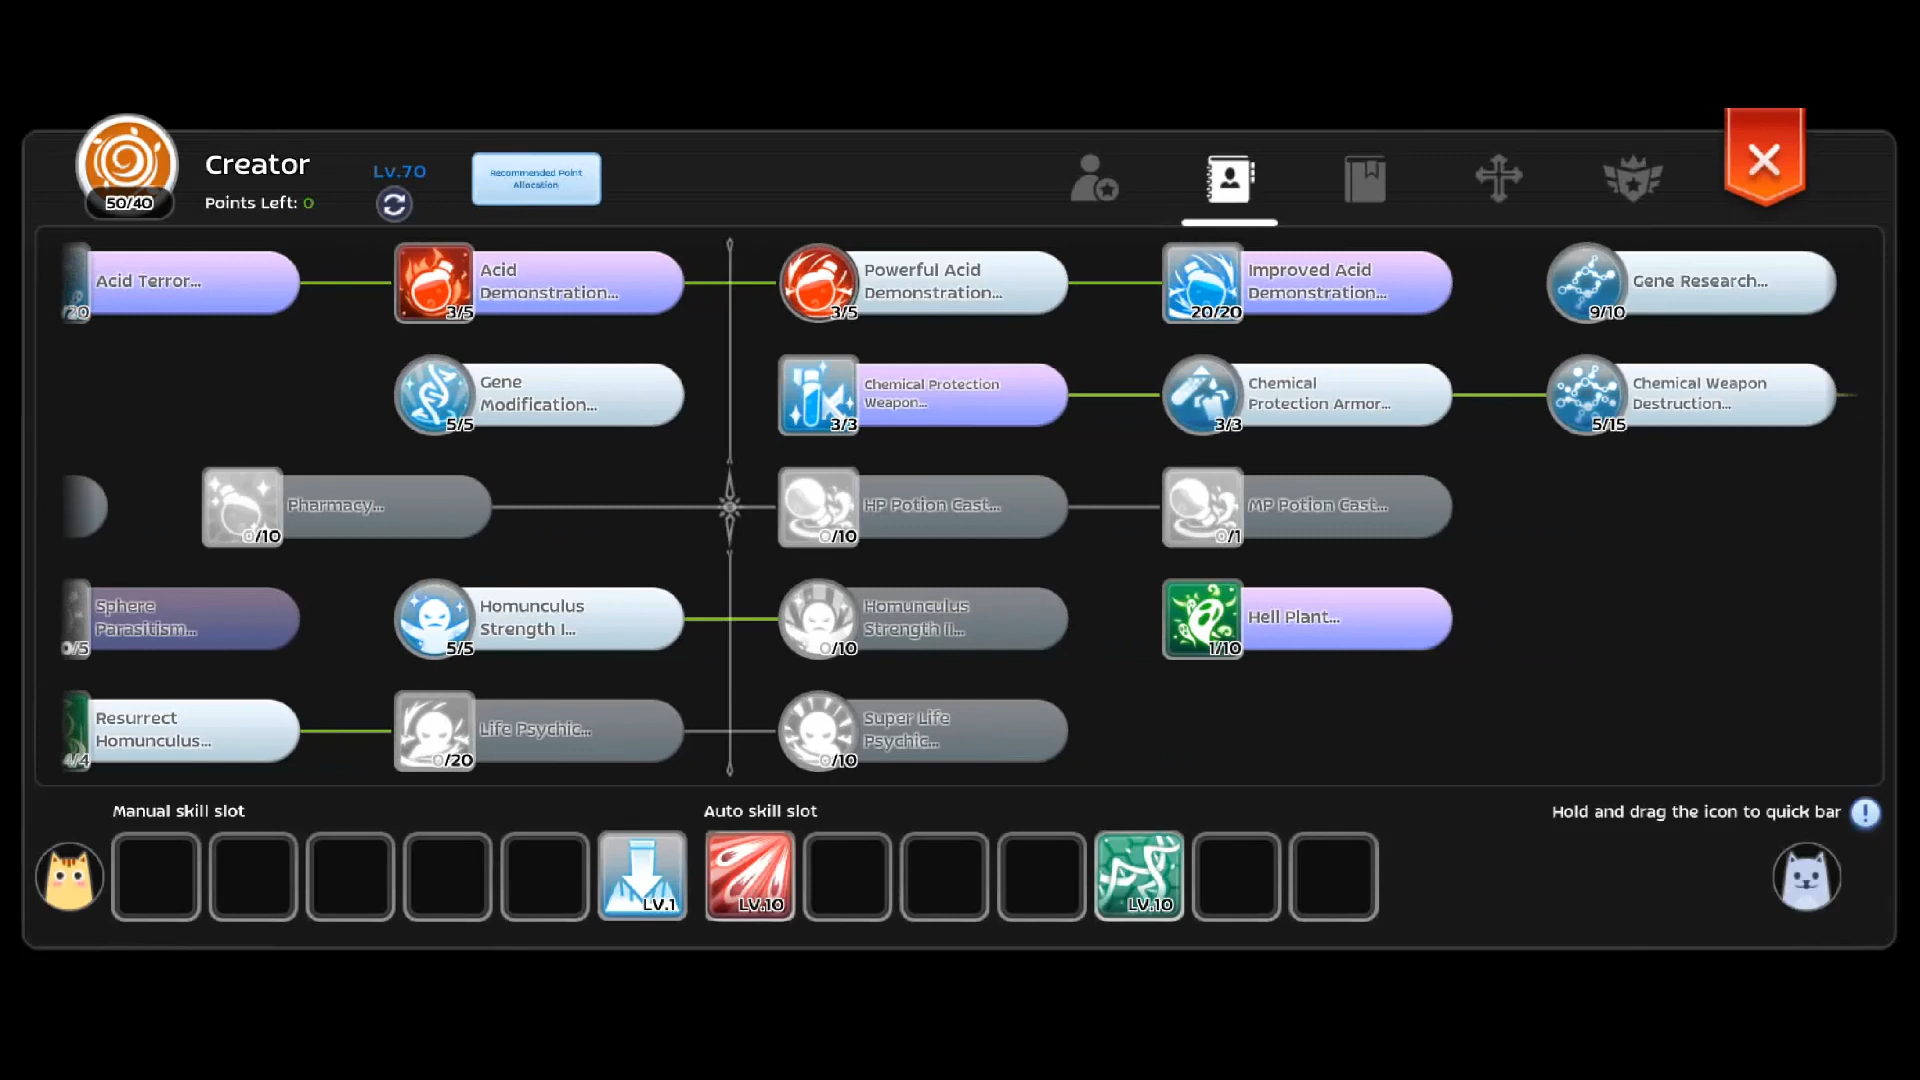 Creator
Lv.70
Recommended Point
Allocation
50/40
Points Left: 0
Acid Terror...
/20
Acid
Demonstration...
3/5
Powerful Acid
Demonstration...
3/5
Improved Acid
Demonstration...
20/20
Gene Research...
9/10
Gene
Modification...
5/5
Chemical Protection
Weapon...
3/3
Chemical
Protection Armor...
3/3
Chemical Weapon
Destruction...
5/15
Pharmacy...
0/10
HP Potion Cast...
0/10
MP Potion Cast...
0/1
Sphere
Parasitism...
0/5
Homunculus
Strength I...
5/5
Homunculus
Strength II...
0/10
Hell Plant...
1/10
Resurrect
Homunculus...
4/4
Life Psychic...
0/20
Super Life
Psychic...
0/10
Manual skill slot
Auto skill slot
Hold and drag the icon to quick bar
LV.1
LV.10
LV.10